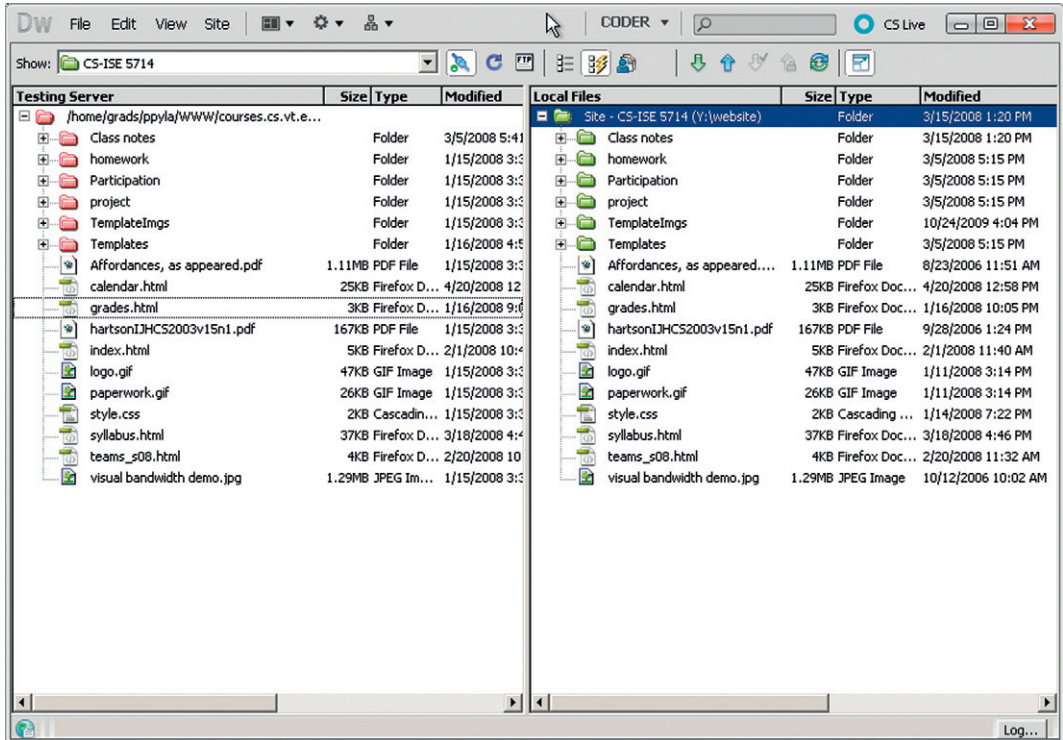 DW File Edit View Site CODER CS Live
Show: CS-ISE 5714 FTP
Testing Server Size Type Modified Local Files Size Type Modified
/home/grads/ppyla/WWW/courses.cs.vt.e... Site - CS-ISE 5714 (Y:\website) Folder 3/15/2008 1:20 PM
Class notes Folder 3/5/2008 5:41 Class notes Folder 3/15/2008 1:20 PM
homework Folder 1/15/2008 3:3 homework Folder 3/5/2008 5:15 PM
Participation Folder 1/15/2008 3:3 Participation Folder 3/5/2008 5:15 PM
project Folder 1/15/2008 3:3 project Folder 3/5/2008 5:15 PM
TemplateImgs Folder 1/15/2008 3:3 TemplateImgs Folder 10/24/2009 4:04 PM
Templates Folder 1/16/2008 4:5 Templates Folder 3/5/2008 5:15 PM
Affordances, as appeared.pdf 1.11MB PDF File 1/15/2008 3:3 Affordances, as appeared.... 1.11MB PDF File 8/23/2006 11:51 AM
calendar.html 25KB Firefox D... 4/20/2008 12 calendar.html 25KB Firefox Doc... 4/20/2008 12:58 PM
grades.html 3KB Firefox D... 1/16/2008 9:0 grades.html 3KB Firefox Doc... 1/16/2008 10:05 PM
hartsonIJHCS2003v15n1.pdf 167KB PDF File 1/15/2008 3:3 hartsonIJHCS2003v15n1.pdf 167KB PDF File 9/28/2006 1:24 PM
index.html 5KB Firefox D... 2/1/2008 10:4 index.html 5KB Firefox Doc... 2/1/2008 11:40 AM
logo.gif 47KB GIF Image 1/15/2008 3:3 logo.gif 47KB GIF Image 1/11/2008 3:14 PM
paperwork.gif 26KB GIF Image 1/15/2008 3:3 paperwork.gif 26KB GIF Image 1/11/2008 3:14 PM
style.css 2KB Cascadin... 1/15/2008 3:3 style.css 2KB Cascading ... 1/14/2008 7:22 PM
syllabus.html 37KB Firefox D... 3/18/2008 4:4 syllabus.html 37KB Firefox Doc... 3/18/2008 4:46 PM
teams_s08.html 4KB Firefox D... 2/20/2008 10 teams_s08.html 4KB Firefox Doc... 2/20/2008 11:32 AM
visual bandwidth demo.jpg 1.29MB JPEG Im... 1/15/2008 3:3 visual bandwidth demo.jpg 1.29MB JPEG Image 10/12/2006 10:02 AM
Log...